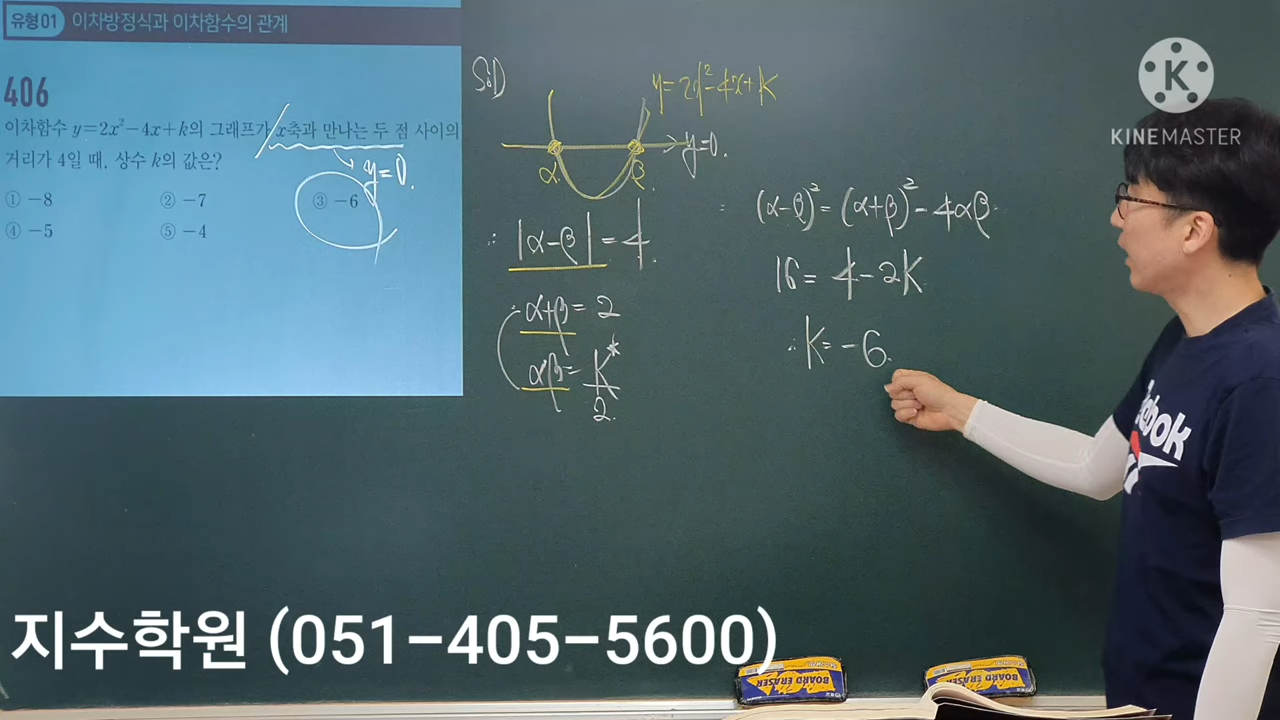 유형 01 이차방정식과 이차함수의 관계
406
이차함수 y=2x²-4x+k의 그래프가 x축과 만나는 두 점 사이의
거리가 4일 때, 상수 k의 값은?
① -8 ② -7 ③ -6
④ -5 ⑤ -4
y=0.
Sol)
y=2x²-4x+k
y=0.
α β
∴ |α-β|=4.
α+β=2
αβ=k/2.
(α-β)²=(α+β)²-4αβ
16=4-2k
∴ k=-6.
K
KINEMASTER
Reebok
지수학원 (051-405-5600)
BOARD ERASER
BOARD ERASER